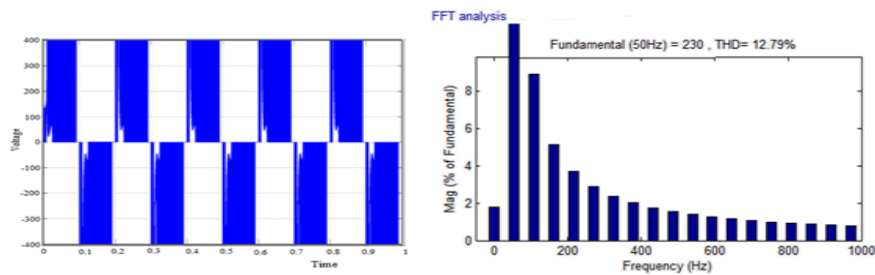 FFT analysis
Fundamental (50Hz) = 230 , THD= 12.79%
400
300
200
100
0
-100
-200
-300
-400
Voltage
0 0.1 0.2 0.3 0.4 0.5 0.6 0.7 0.8 0.9 1
Time
8
6
4
2
0
Mag (% of Fundamental)
0 200 400 600 800 1000
Frequency (Hz)